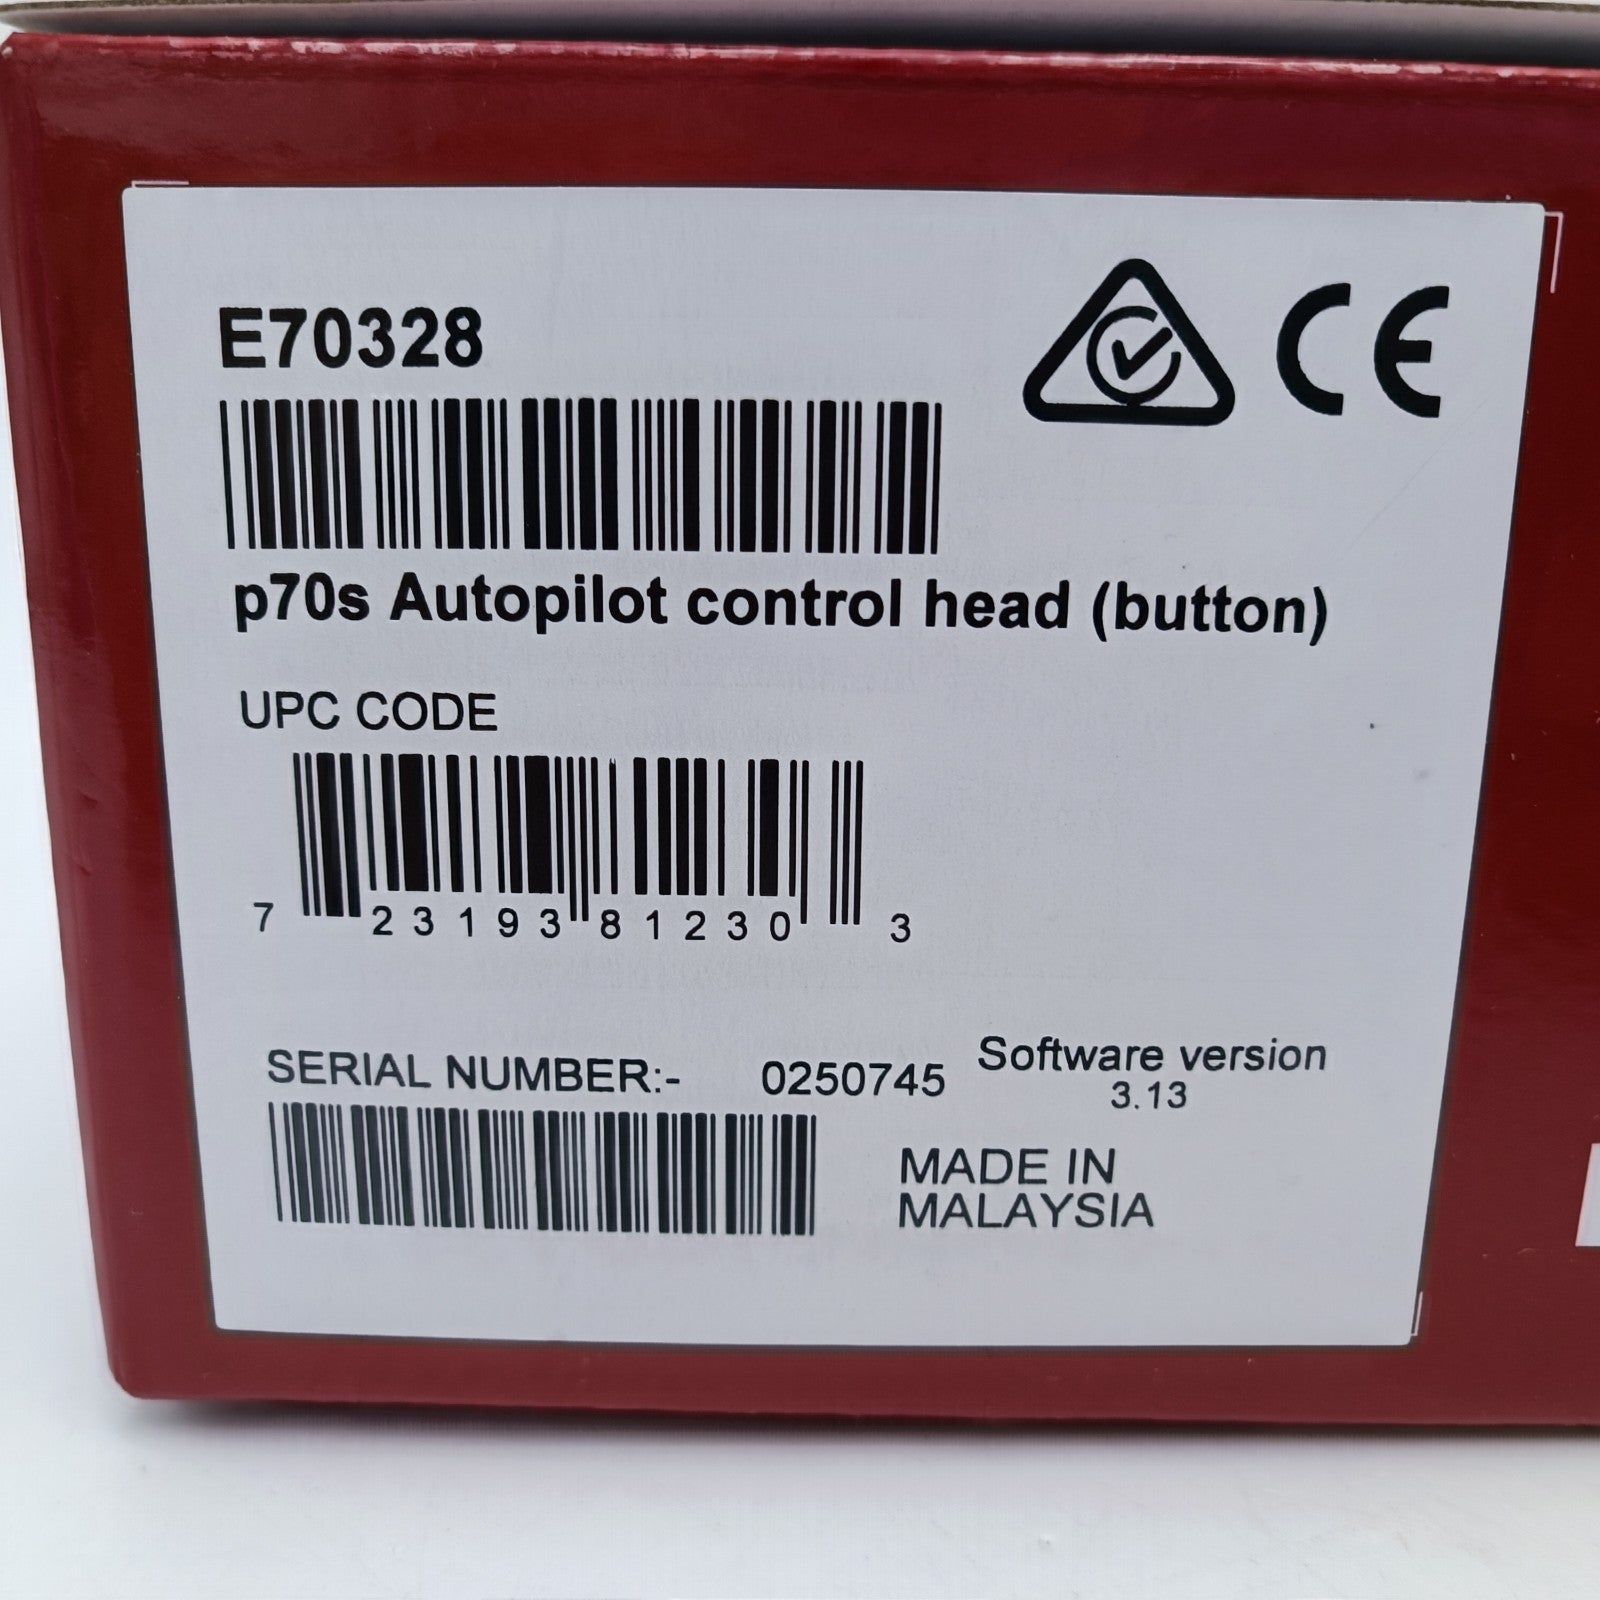 E70328
CE
p70s Autopilot control head (button)
UPC CODE
7 23193 81230 3
SERIAL NUMBER:- 0250745
Software version
3.13
MADE IN
MALAYSIA